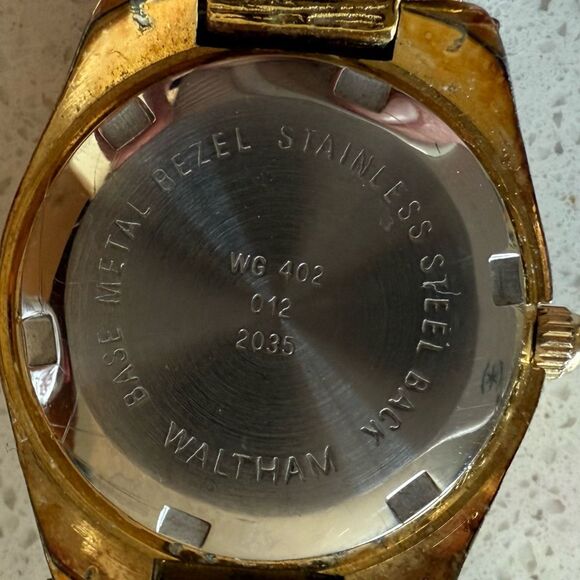 BASE METAL BEZEL STAINLESS STEEL BACK
WG 402
012
2035
WALTHAM